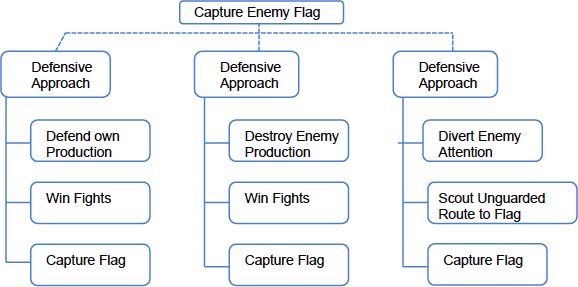 Capture Enemy Flag
Defensive
Approach
Defend own
Production
Win Fights
Capture Flag
Defensive
Approach
Destroy Enemy
Production
Win Fights
Capture Flag
Defensive
Approach
Divert Enemy
Attention
Scout Unguarded
Route to Flag
Capture Flag